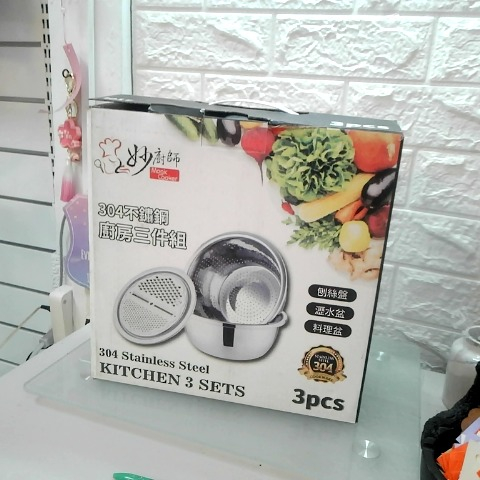 妙廚師
Magic
Cooker
304不鏽鋼
廚房三件組
刨絲盤
瀝水盆
料理盆
304 Stainless Steel
KITCHEN 3 SETS
304
3pcs